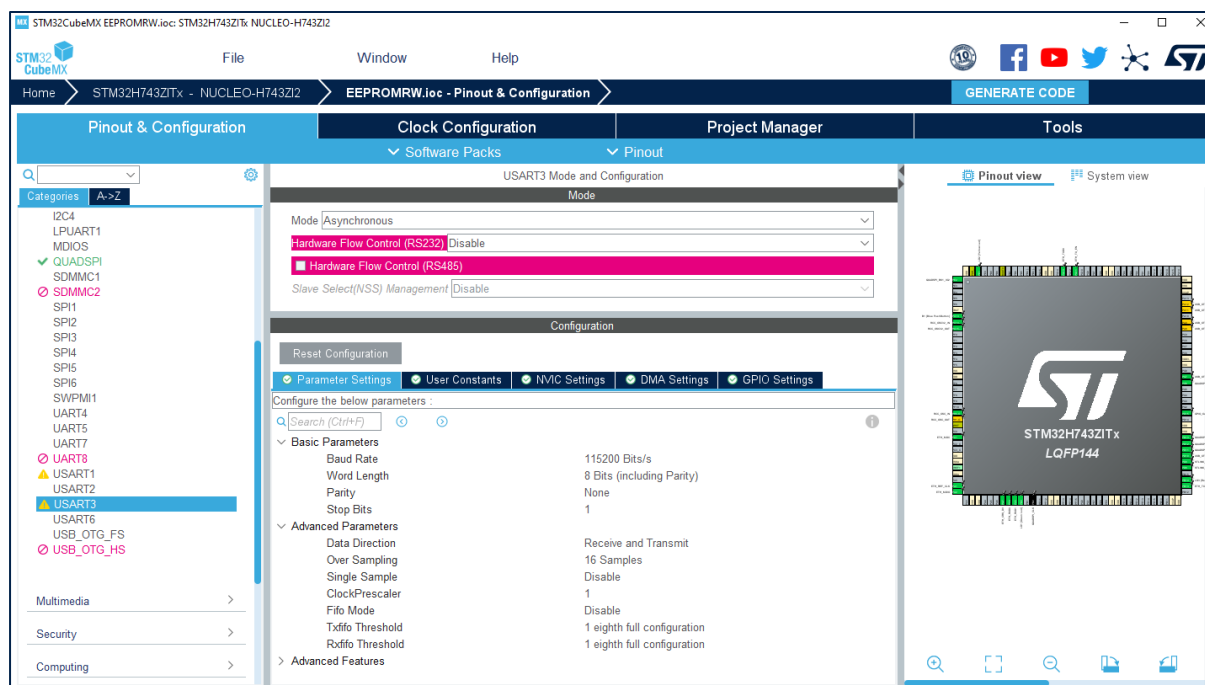 STM32CubeMX EEPROMRW.ioc: STM32H743ZITx NUCLEO-H743ZI2
STM32 CubeMX
File Window Help
10
Home STM32H743ZITx - NUCLEO-H743ZI2 EEPROMRW.ioc - Pinout & Configuration GENERATE CODE
Pinout & Configuration Clock Configuration Project Manager Tools
Software Packs Pinout
Categories A->Z
I2C4
LPUART1
MDIOS
QUADSPI
SDMMC1
SDMMC2
SPI1
SPI2
SPI3
SPI4
SPI5
SPI6
SWPMI1
UART4
UART5
UART7
UART8
USART1
USART2
USART3
USART6
USB_OTG_FS
USB_OTG_HS
Multimedia
Security
Computing
USART3 Mode and Configuration
Mode
Mode Asynchronous
Hardware Flow Control (RS232) Disable
Hardware Flow Control (RS485)
Slave Select(NSS) Management Disable
Configuration
Reset Configuration
Parameter Settings User Constants NVIC Settings DMA Settings GPIO Settings
Configure the below parameters :
Search (Ctrl+F)
Basic Parameters
Baud Rate 115200 Bits/s
Word Length 8 Bits (including Parity)
Parity None
Stop Bits 1
Advanced Parameters
Data Direction Receive and Transmit
Over Sampling 16 Samples
Single Sample Disable
ClockPrescaler 1
Fifo Mode Disable
Txfifo Threshold 1 eighth full configuration
Rxfifo Threshold 1 eighth full configuration
Advanced Features
Pinout view System view
STM32H743ZITx
LQFP144